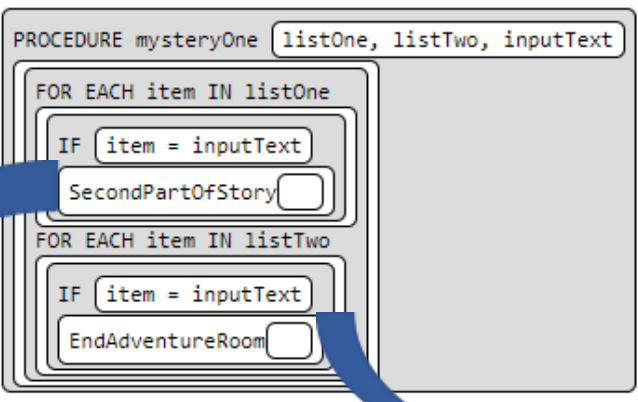 PROCEDURE mysteryOne listOne, listTwo, inputText
FOR EACH item IN listOne
IF item = inputText
SecondPartOfStory
FOR EACH item IN listTwo
IF item = inputText
EndAdventureRoom